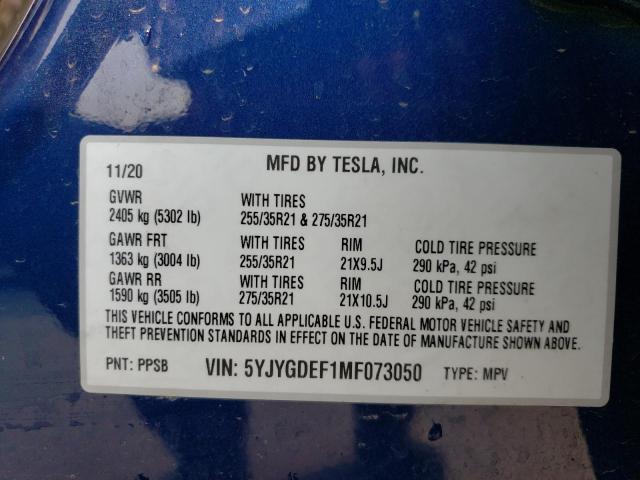 11/20 MFD BY TESLA, INC.
GVWR WITH TIRES
2405 kg (5302 lb) 255/35R21 & 275/35R21
GAWR FRT WITH TIRES RIM COLD TIRE PRESSURE
1363 kg (3004 lb) 255/35R21 21X9.5J 290 kPa, 42 psi
GAWR RR WITH TIRES RIM COLD TIRE PRESSURE
1590 kg (3505 lb) 275/35R21 21X10.5J 290 kPa, 42 psi
THIS VEHICLE CONFORMS TO ALL APPLICABLE U.S. FEDERAL MOTOR VEHICLE SAFETY AND
THEFT PREVENTION STANDARDS IN EFFECT ON THE DATE OF MANUFACTURE SHOWN ABOVE.
PNT: PPSB VIN: 5YJYGDEF1MF073050 TYPE: MPV